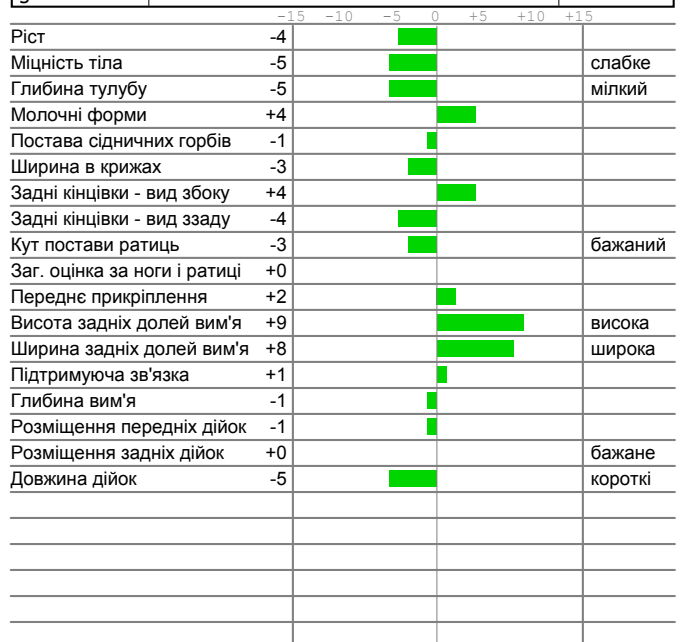 -15 -10 -5 0 +5 +10 +15
Ріст -4
Міцність тіла -5 слабке
Глибина тулубу -5 мілкий
Молочні форми +4
Постава сідничних горбів -1
Ширина в крижах -3
Задні кінцівки - вид збоку +4
Задні кінцівки - вид ззаду -4
Кут постави ратиць -3 бажаний
Заг. оцінка за ноги і ратиці +0
Переднє прикріплення +2
Висота задніх долей вим'я +9 висока
Ширина задніх долей вим'я +8 широка
Підтримуюча зв'язка +1
Глибина вим'я -1
Розміщення передніх дійок -1
Розміщення задніх дійок +0 бажане
Довжина дійок -5 короткі